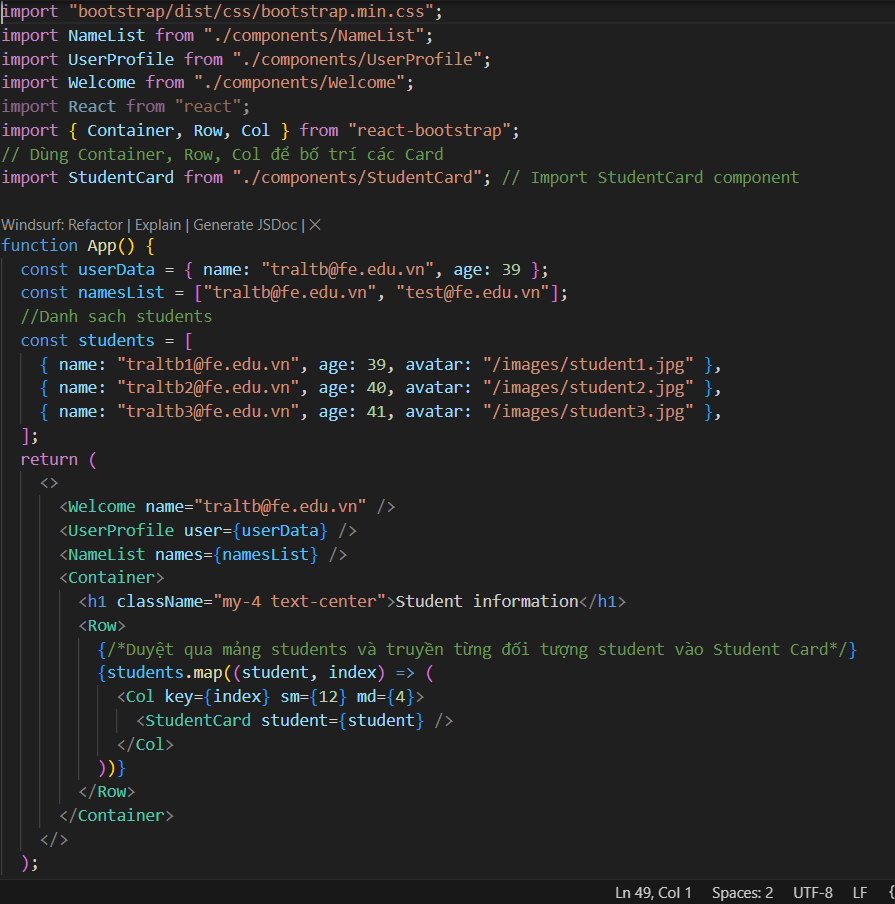 import "bootstrap/dist/css/bootstrap.min.css";
import NameList from "./components/NameList";
import UserProfile from "./components/UserProfile";
import Welcome from "./components/Welcome";
import React from "react";
import { Container, Row, Col } from "react-bootstrap";
// Dùng Container, Row, Col để bố trí các Card
import StudentCard from "./components/StudentCard"; // Import StudentCard component
Windsurf: Refactor | Explain | Generate JSDoc | ✕
function App() {
  const userData = { name: "traltb@fe.edu.vn", age: 39 };
  const namesList = ["traltb@fe.edu.vn", "test@fe.edu.vn"];
  //Danh sach students
  const students = [
    { name: "traltb1@fe.edu.vn", age: 39, avatar: "/images/student1.jpg" },
    { name: "traltb2@fe.edu.vn", age: 40, avatar: "/images/student2.jpg" },
    { name: "traltb3@fe.edu.vn", age: 41, avatar: "/images/student3.jpg" },
  ];
  return (
    <>
      <Welcome name="traltb@fe.edu.vn" />
      <UserProfile user={userData} />
      <NameList names={namesList} />
      <Container>
        <h1 className="my-4 text-center">Student information</h1>
        <Row>
          {/*Duyệt qua mảng students và truyền từng đối tượng student vào Student Card*/}
          {students.map((student, index) => (
            <Col key={index} sm={12} md={4}>
              <StudentCard student={student} />
            </Col>
          ))}
        </Row>
      </Container>
    </>
  );
Ln 49, Col 1 Spaces: 2 UTF-8 LF {